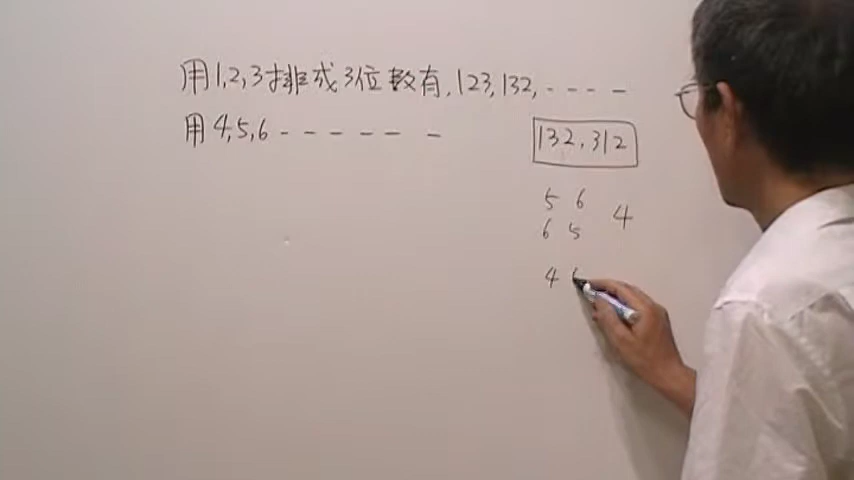 用1,2,3排成3位數有,123,132,----
用4,5,6------
132,312
5 6
4
6 5
4 6